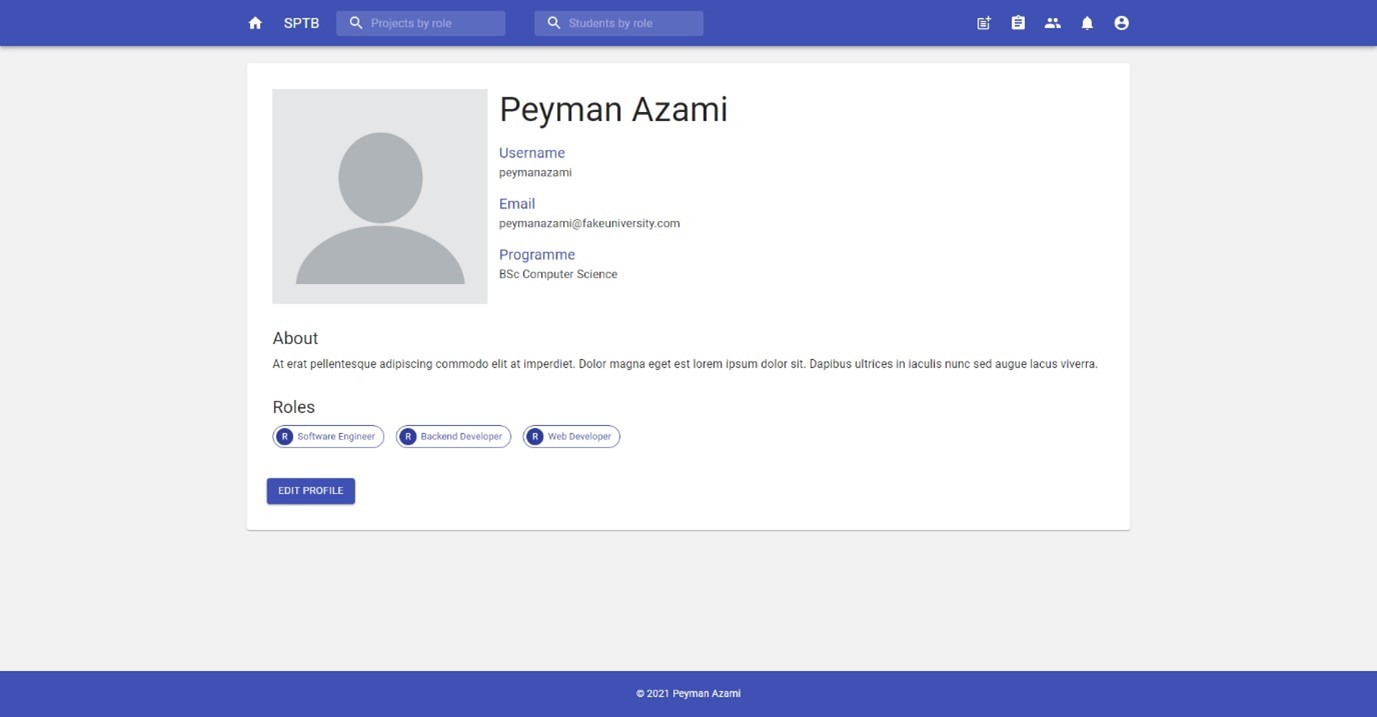 SPTB Projects by role Students by role
Peyman Azami
Username
peymanazami
Email
peymanazami@fakeuniversity.com
Programme
BSc Computer Science
About
At erat pellentesque adipiscing commodo elit at imperdiet. Dolor magna eget est lorem ipsum dolor sit. Dapibus ultrices in iaculis nunc sed augue lacus viverra.
Roles
R Software Engineer R Backend Developer R Web Developer
EDIT PROFILE
© 2021 Peyman Azami